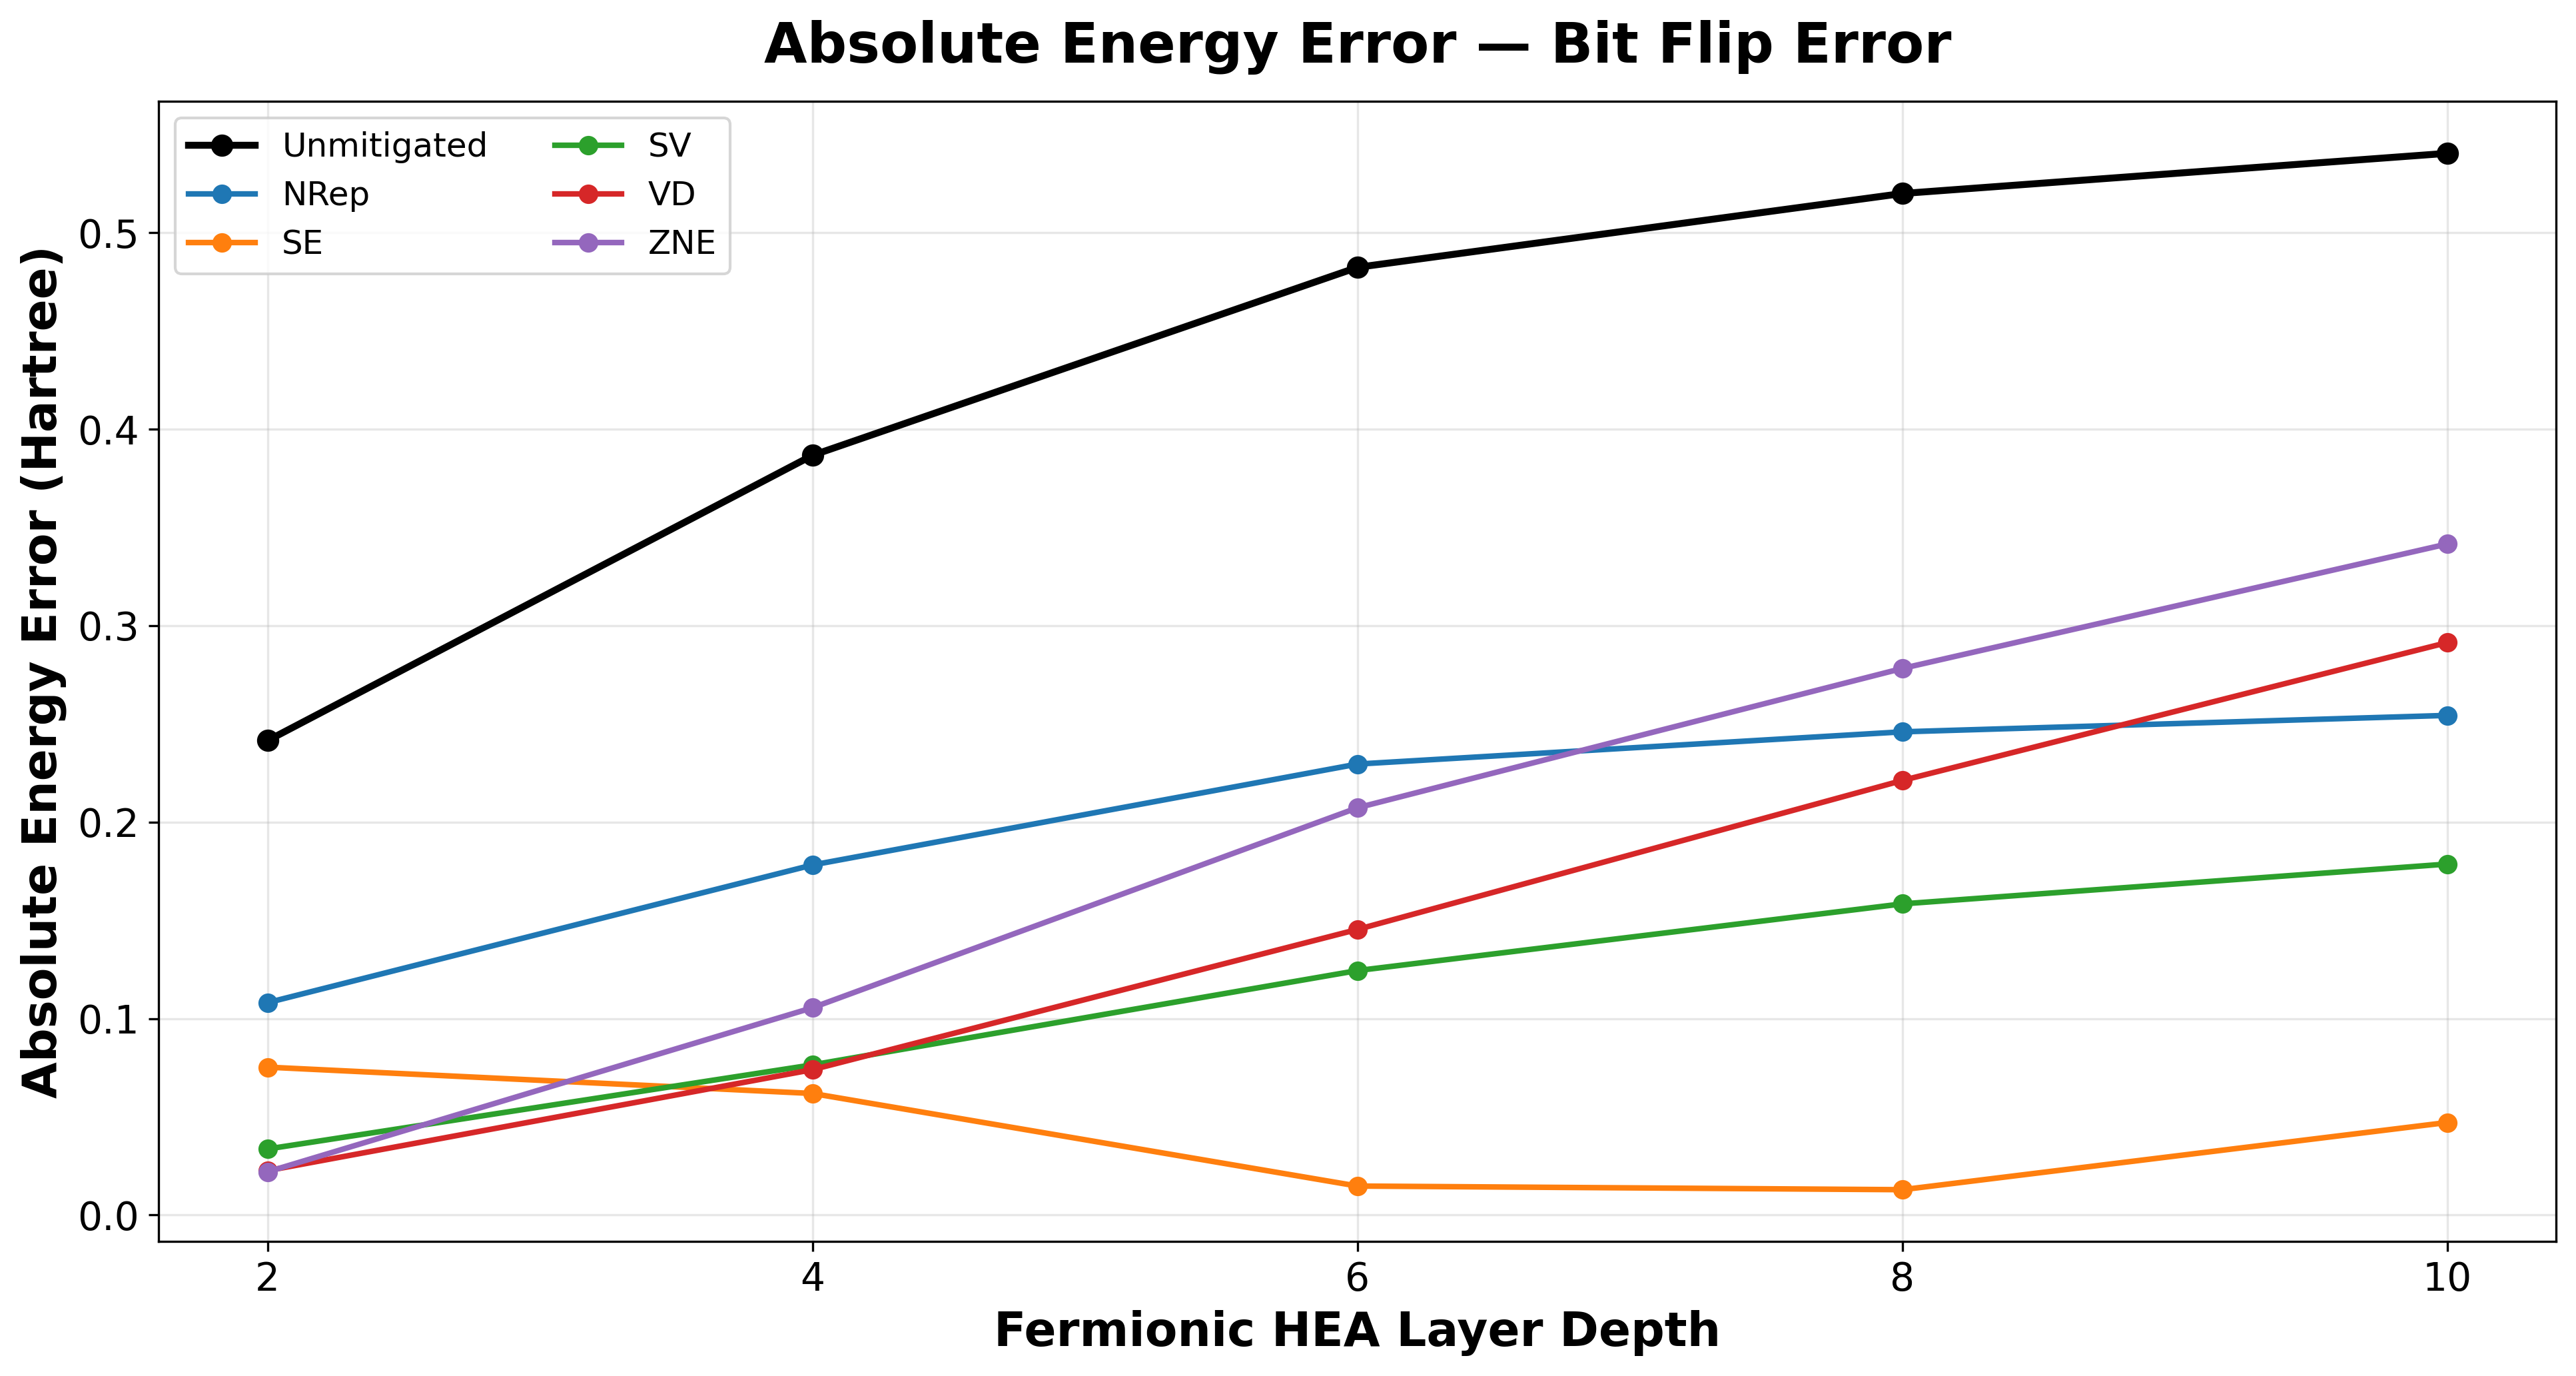 Absolute Energy Error — Bit Flip Error
Unmitigated
NRep
SE
SV
VD
ZNE
Absolute Energy Error (Hartree)
0.5
0.4
0.3
0.2
0.1
0.0
2
4
6
8
10
Fermionic HEA Layer Depth